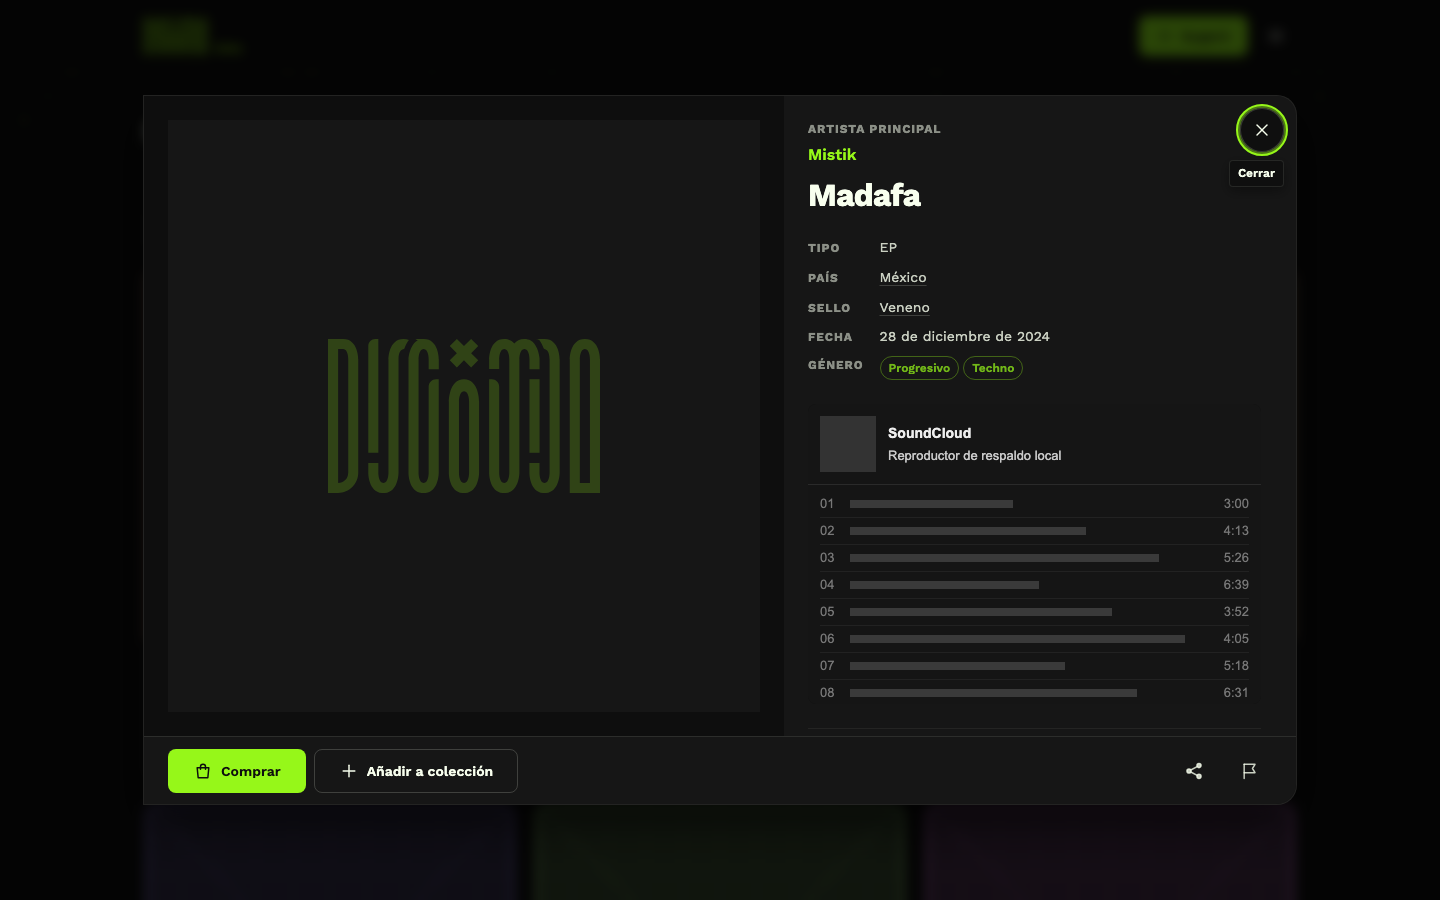 ARTISTA PRINCIPAL
Mistik
Madafa
Cerrar
TIPO EP
PAÍS México
SELLO Veneno
FECHA 28 de diciembre de 2024
GÉNERO Progresivo Techno
SoundCloud
Reproductor de respaldo local
01 3:00
02 4:13
03 5:26
04 6:39
05 3:52
06 4:05
07 5:18
08 6:31
Comprar
Añadir a colección